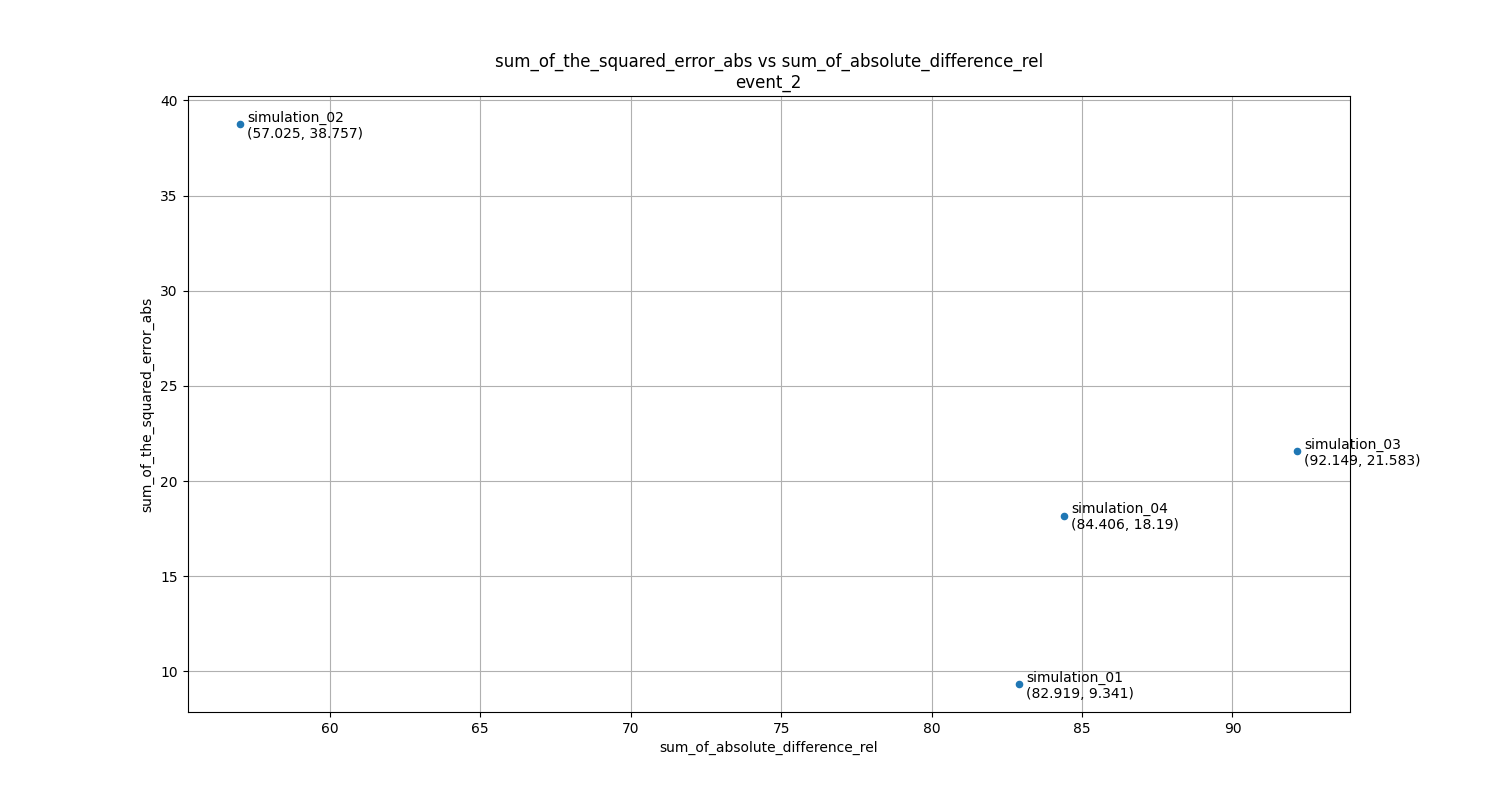 sum_of_the_squared_error_abs vs sum_of_absolute_difference_rel
event_2
40
35
30
25
20
15
10
sum_of_the_squared_error_abs
simulation_02
(57.025, 38.757)
simulation_03
(92.149, 21.583)
simulation_04
(84.406, 18.19)
simulation_01
(82.919, 9.341)
60 65 70 75 80 85 90
sum_of_absolute_difference_rel